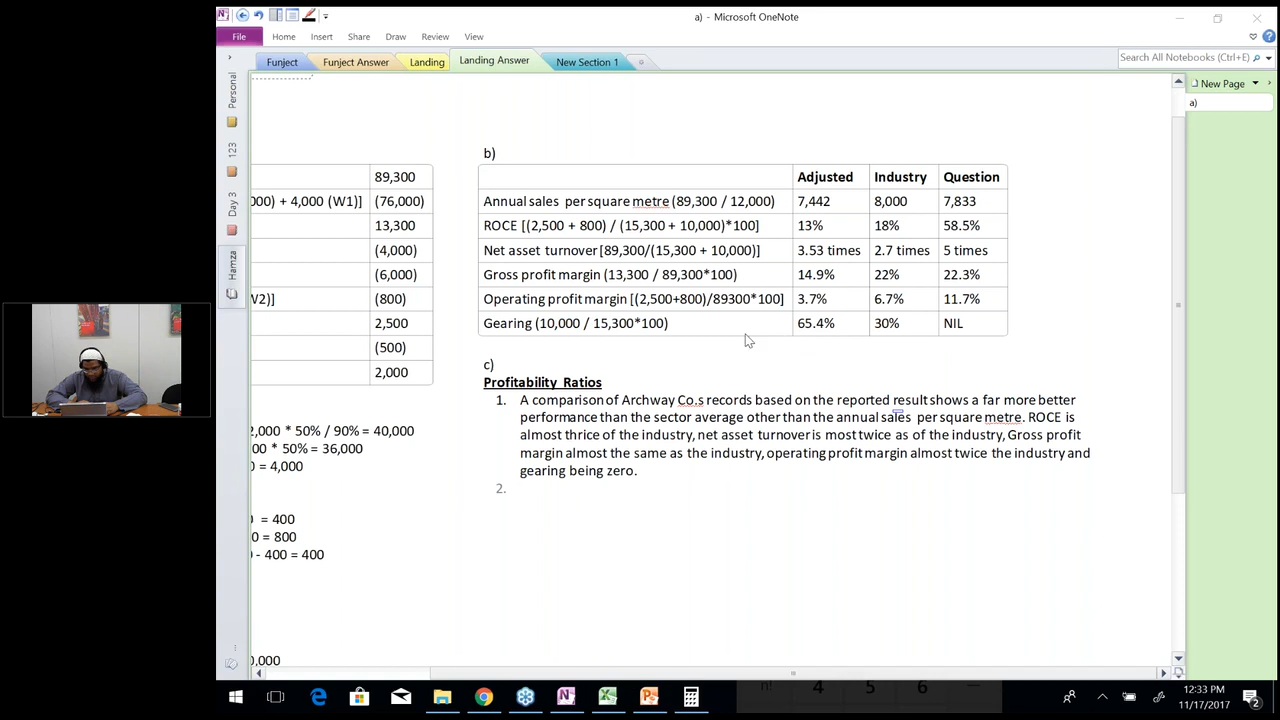 a) - Microsoft OneNote
File Home Insert Share Draw Review View
Funject Funject Answer Landing Landing Answer New Section 1
Search All Notebooks (Ctrl+E)
New Page
a)
Personal
123
Day 3
Hamza
89,300
000) + 4,000 (W1)] (76,000)
13,300
(4,000)
(6,000)
W2)] (800)
2,500
(500)
2,000
2,000 * 50% / 90% = 40,000
00 * 50% = 36,000
0 = 4,000
0 = 400
0 = 800
0 - 400 = 400
0,000
b)
Adjusted Industry Question
Annual sales per square metre (89,300 / 12,000) 7,442 8,000 7,833
ROCE [(2,500 + 800) / (15,300 + 10,000)*100] 13% 18% 58.5%
Net asset turnover [89,300/(15,300 + 10,000)] 3.53 times 2.7 times 5 times
Gross profit margin (13,300 / 89,300*100) 14.9% 22% 22.3%
Operating profit margin [(2,500+800)/89300*100] 3.7% 6.7% 11.7%
Gearing (10,000 / 15,300*100) 65.4% 30% NIL
c)
Profitability Ratios
1. A comparison of Archway Co.s records based on the reported result shows a far more better
performance than the sector average other than the annual sales per square metre. ROCE is
almost thrice of the industry, net asset turnover is most twice as of the industry, Gross profit
margin almost the same as the industry, operating profit margin almost twice the industry and
gearing being zero.
2.
n! 4 5 6
12:33 PM
11/17/2017
2